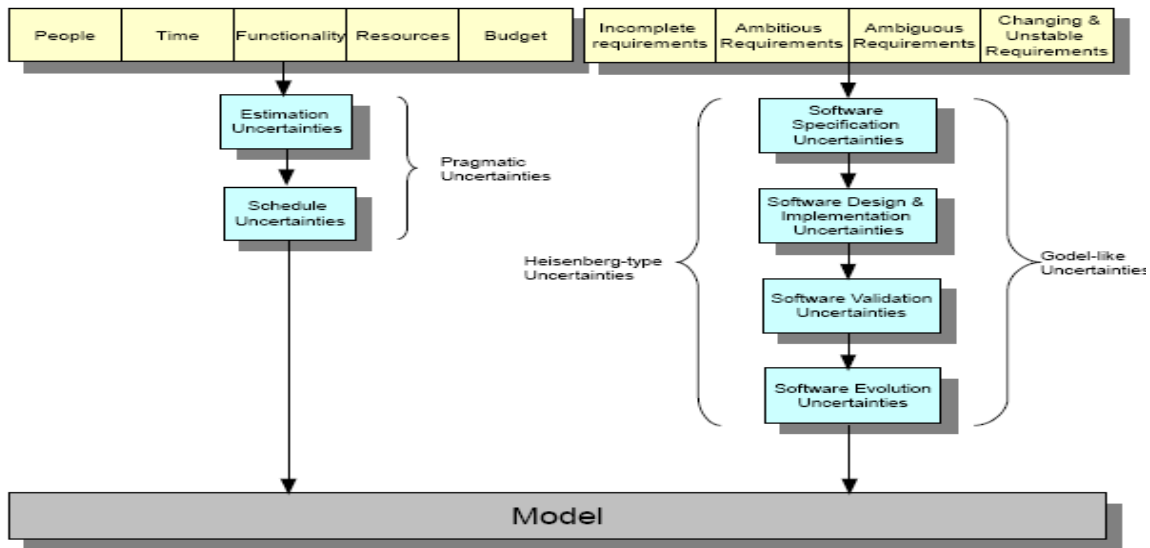 People
Time
Functionality
Resources
Budget
Incomplete
requirements
Ambitious
Requirements
Ambiguous
Requirements
Changing &
Unstable
Requirements
Estimation
Uncertainties
Schedule
Uncertainties
Pragmatic
Uncertainties
Software
Specification
Uncertainties
Software Design &
Implementation
Uncertainties
Software Validation
Uncertainties
Software Evolution
Uncertainties
Heisenberg-type
Uncertainties
Godel-like
Uncertainties
Model